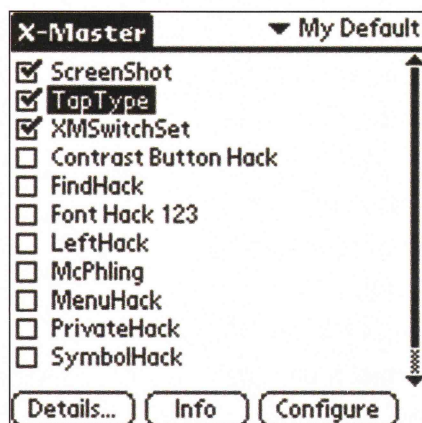 X-Master My Default
ScreenShot
TapType
XMSwitchSet
Contrast Button Hack
FindHack
Font Hack 123
LeftHack
McPhling
MenuHack
PrivateHack
SymbolHack
Details... Info Configure